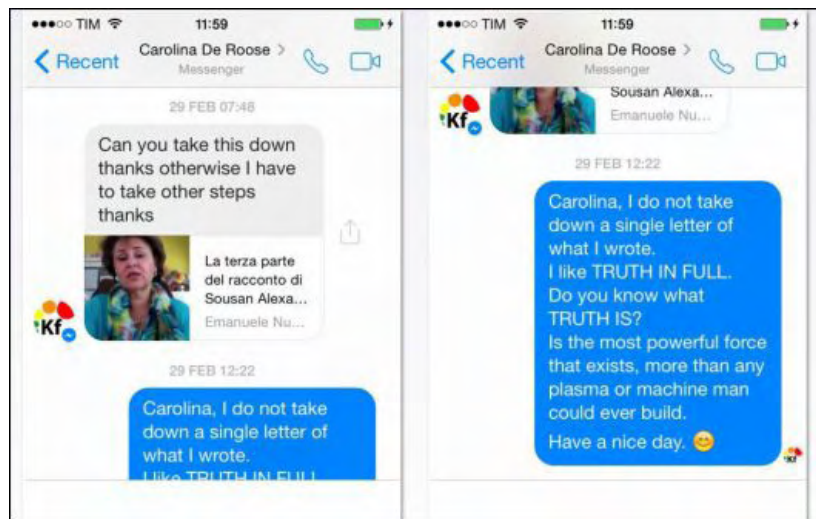 TIM 11:59
Recent
Carolina De Roose >
Messenger
29 FEB 07:48
Can you take this down
thanks otherwise I have
to take other steps
thanks
La terza parte
del racconto di
Sousan Alexa...
Emanuele Nu...
Kf
29 FEB 12:22
Carolina, I do not take
down a single letter of
what I wrote.
I like TRUTH IN FULL.
TIM 11:59
Recent
Carolina De Roose >
Messenger
Sousan Alexa...
Emanuele Nu...
Kf
29 FEB 12:22
Carolina, I do not take
down a single letter of
what I wrote.
I like TRUTH IN FULL.
Do you know what
TRUTH IS?
Is the most powerful force
that exists, more than any
plasma or machine man
could ever build.
Have a nice day. 😊
Kf